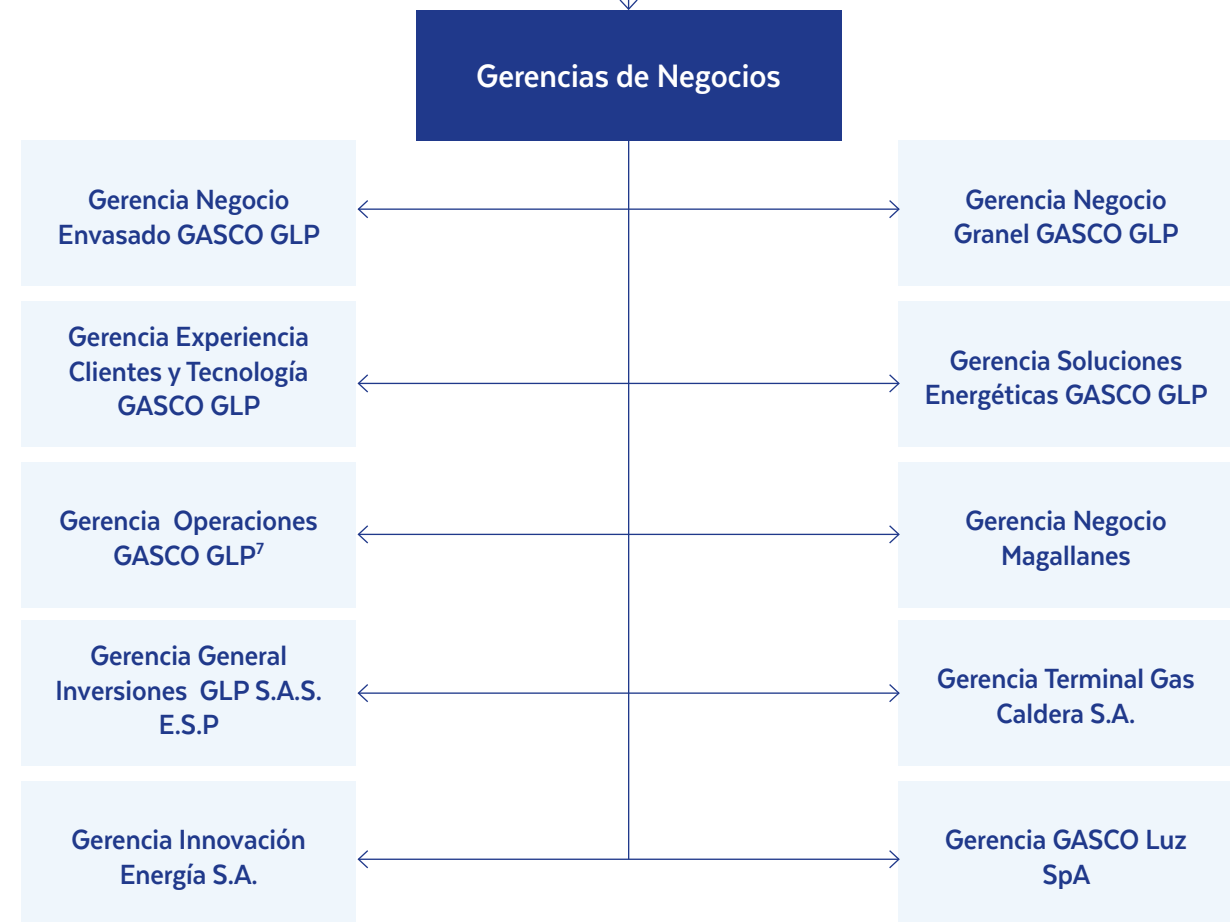 Gerencias de Negocios
Gerencia Negocio
Envasado GASCO GLP
Gerencia Negocio
Granel GASCO GLP
Gerencia Experiencia
Clientes y Tecnología
GASCO GLP
Gerencia Soluciones
Energéticas GASCO GLP
Gerencia Operaciones
GASCO GLP⁷
Gerencia Negocio
Magallanes
Gerencia General
Inversiones GLP S.A.S.
E.S.P
Gerencia Terminal Gas
Caldera S.A.
Gerencia Innovación
Energía S.A.
Gerencia GASCO Luz
SpA